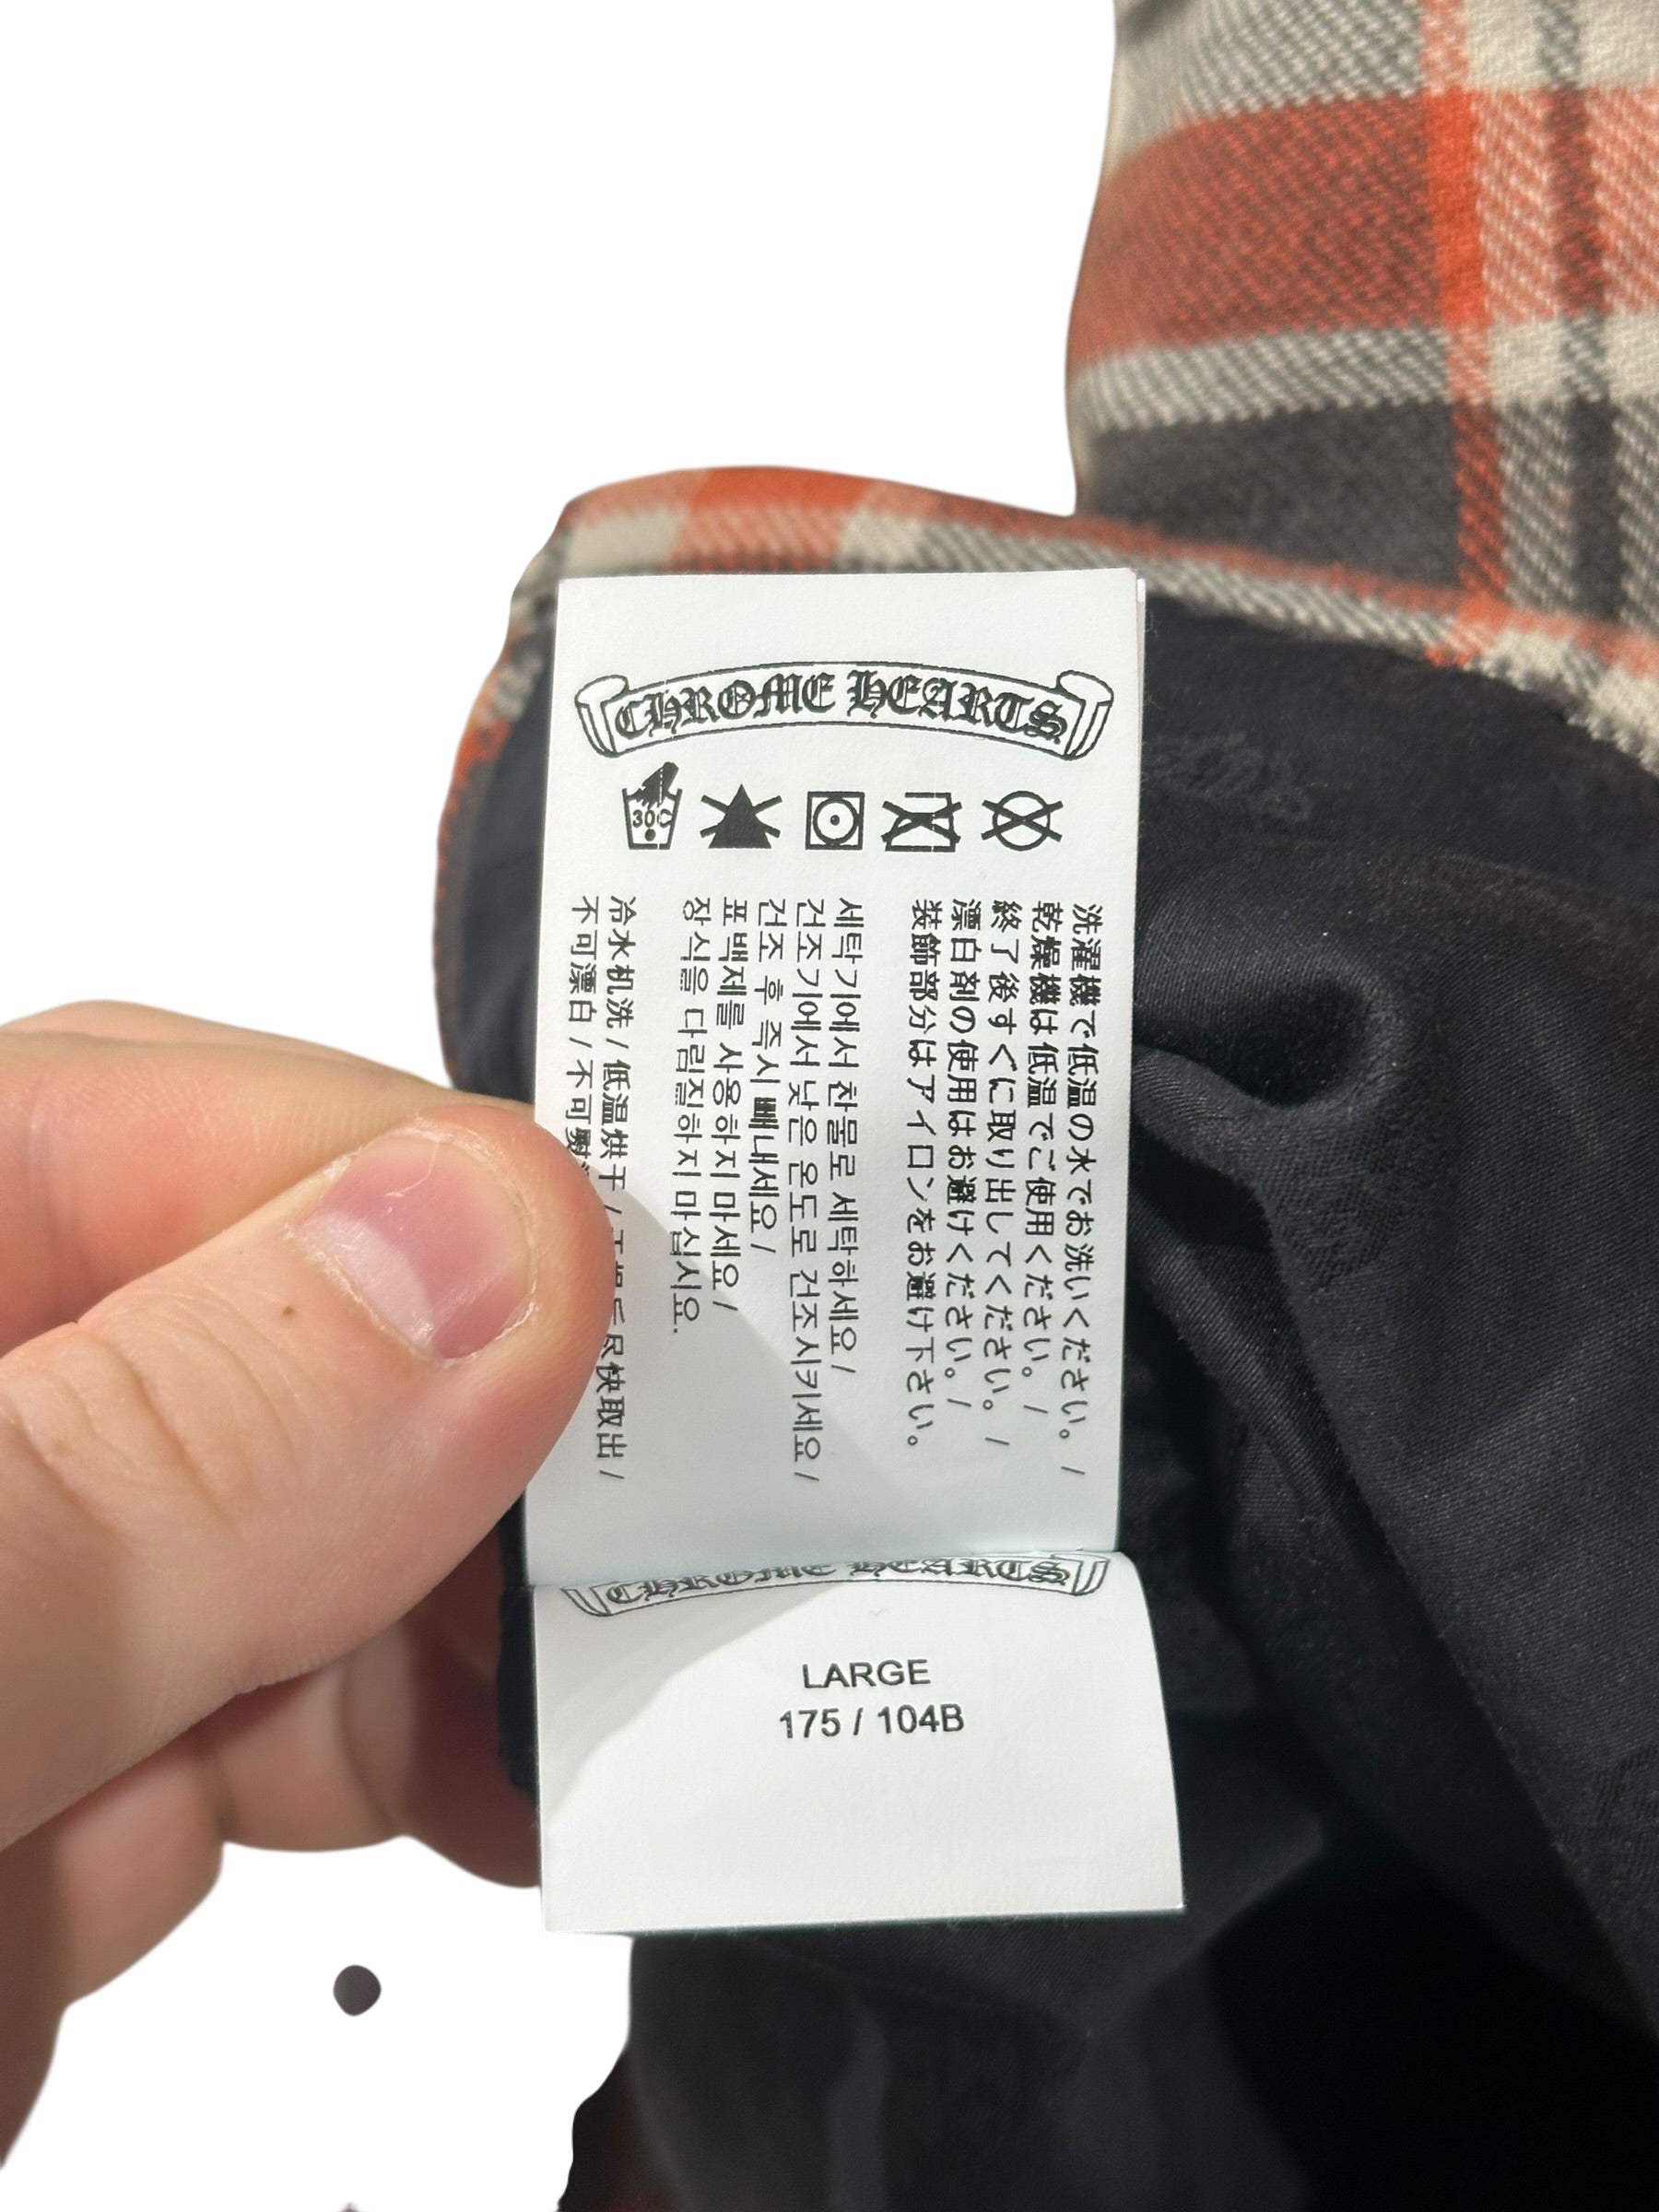 CHROME HEARTS
30C
洗濯機で低温の水でお洗いください。 /
乾燥機は低温でご使用ください。 /
終了後すぐに取り出してください。 /
漂白剤の使用はお避けください。 /
装飾部分はアイロンをお避け下さい。
세탁기에서 찬물로 세탁하세요 /
건조기에서 낮은 온도로 건조시키세요 /
건조 후 즉시 빼내세요 /
표백제를 사용하지 마세요 /
장식을 다림질하지 마십시요.
冷水机洗 / 低温烘干 / 尽快取出 /
不可漂白 / 不可
CHROME HEARTS
LARGE
175 / 104B